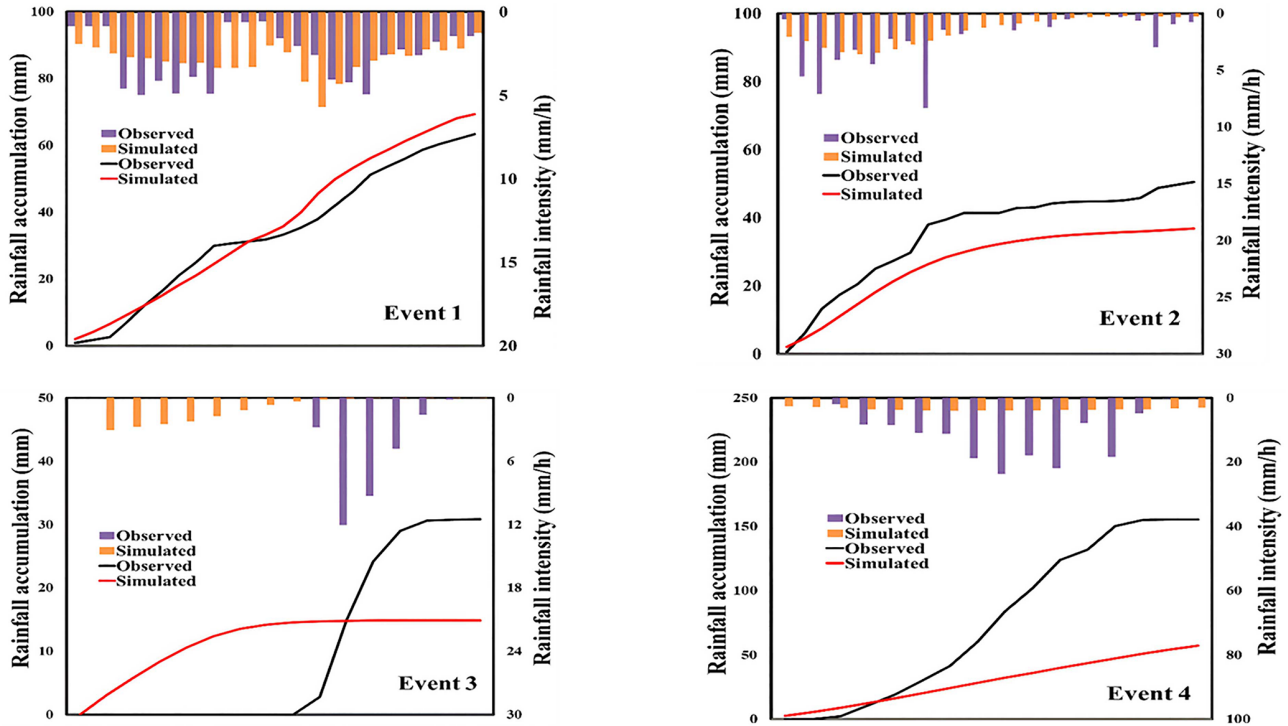 Rainfall accumulation (mm)
100
80
60
40
20
0
Observed
Simulated
Observed
Simulated
Event 1
0
5
10
15
20
Rainfall intensity (mm/h)
Rainfall accumulation (mm)
100
80
60
40
20
0
Observed
Simulated
Observed
Simulated
Event 2
0
5
10
15
20
25
30
Rainfall intensity (mm/h)
Rainfall accumulation (mm)
50
40
30
20
10
0
Observed
Simulated
Observed
Simulated
Event 3
0
6
12
18
24
30
Rainfall intensity (mm/h)
Rainfall accumulation (mm)
250
200
150
100
50
0
Observed
Simulated
Observed
Simulated
Event 4
0
20
40
60
80
100
Rainfall intensity (mm/h)